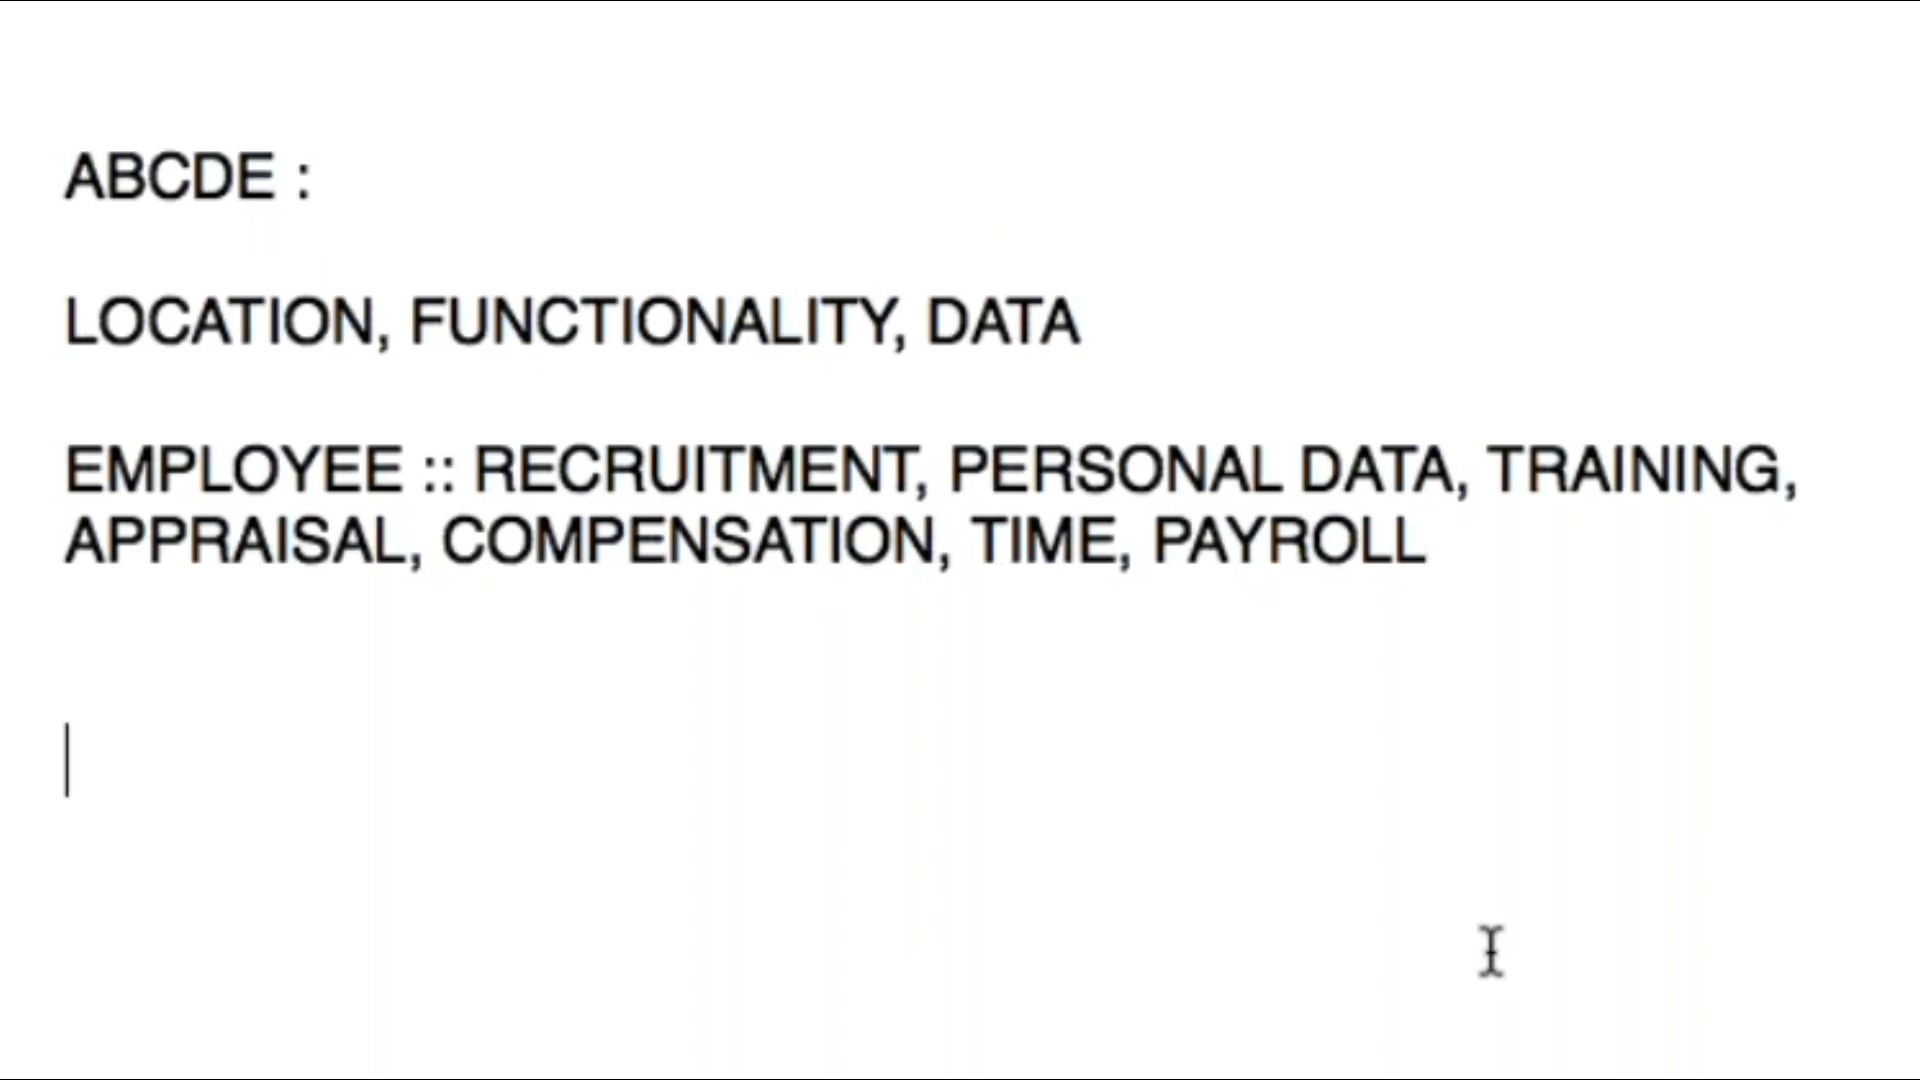 ABCDE :
LOCATION, FUNCTIONALITY, DATA
EMPLOYEE :: RECRUITMENT, PERSONAL DATA, TRAINING,
APPRAISAL, COMPENSATION, TIME, PAYROLL